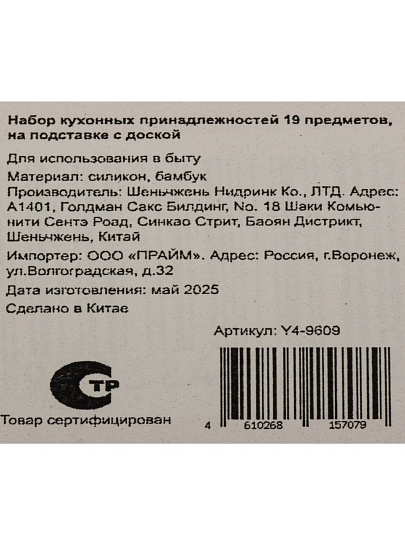 Набор кухонных принадлежностей 19 предметов,
на подставке с доской
Для использования в быту
Материал: силикон, бамбук
Производитель: Шеньчжень Нидринк Ко., ЛТД. Адрес:
А1401, Голдман Сакс Билдинг, No. 18 Шаки Комью-
нити Сентэ Роад, Синкао Стрит, Баоян Дистрикт,
Шеньчжень, Китай
Импортер: ООО «ПРАЙМ». Адрес: Россия, г.Воронеж,
ул.Волгоградская, д.32
Дата изготовления: май 2025
Сделано в Китае
Артикул: Y4-9609
СТР
Товар сертифицирован
4 610268 157079